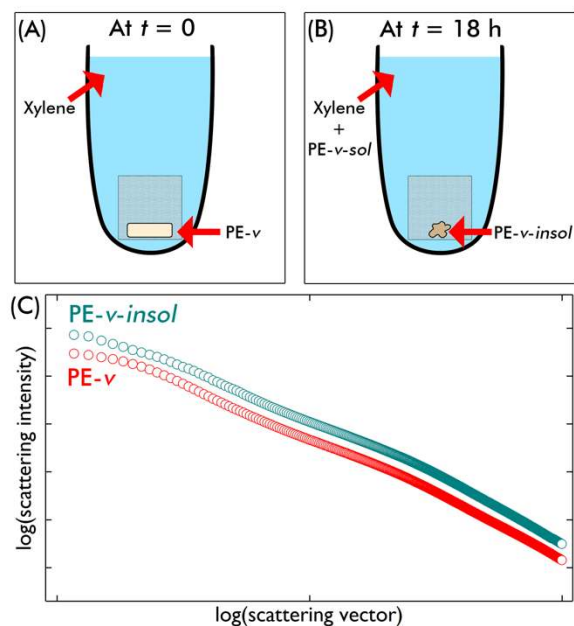 (A) At t = 0
Xylene
PE-v
(B) At t = 18 h
Xylene
+
PE-v-sol
PE-v-insol
(C)
PE-v-insol
PE-v
log(scattering intensity)
log(scattering vector)